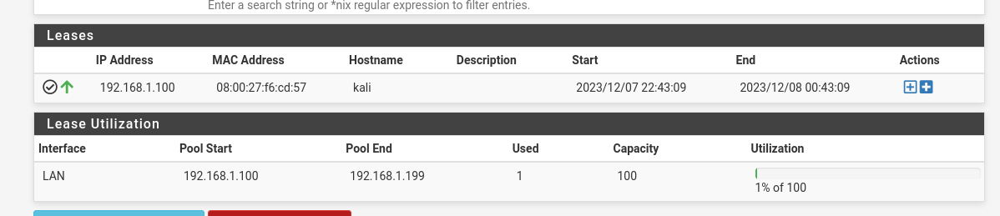 Enter a search string or *nix regular expression to filter entries.
Leases
IP Address MAC Address Hostname Description Start End Actions
192.168.1.100 08:00:27:f6:cd:57 kali 2023/12/07 22:43:09 2023/12/08 00:43:09
Lease Utilization
Interface Pool Start Pool End Used Capacity Utilization
LAN 192.168.1.100 192.168.1.199 1 100
1% of 100